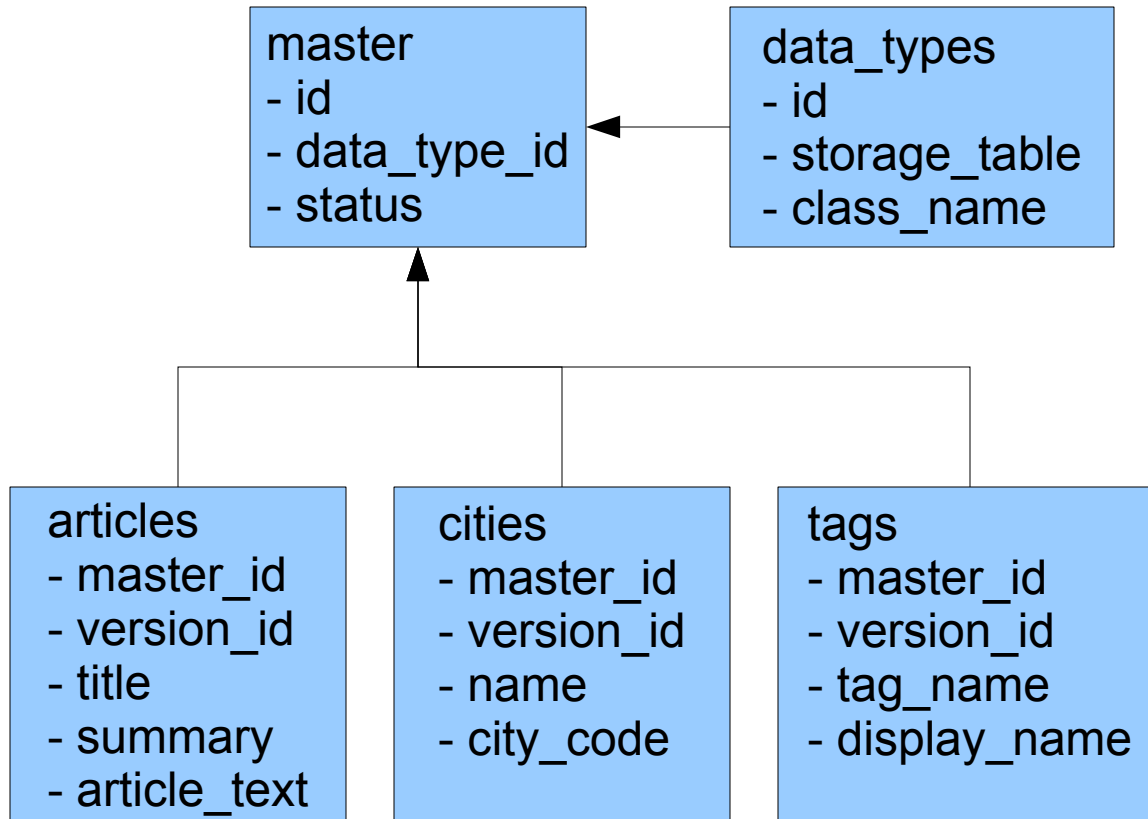 master
- id
- data_type_id
- status
data_types
- id
- storage_table
- class_name
articles
- master_id
- version_id
- title
- summary
- article_text
cities
- master_id
- version_id
- name
- city_code
tags
- master_id
- version_id
- tag_name
- display_name